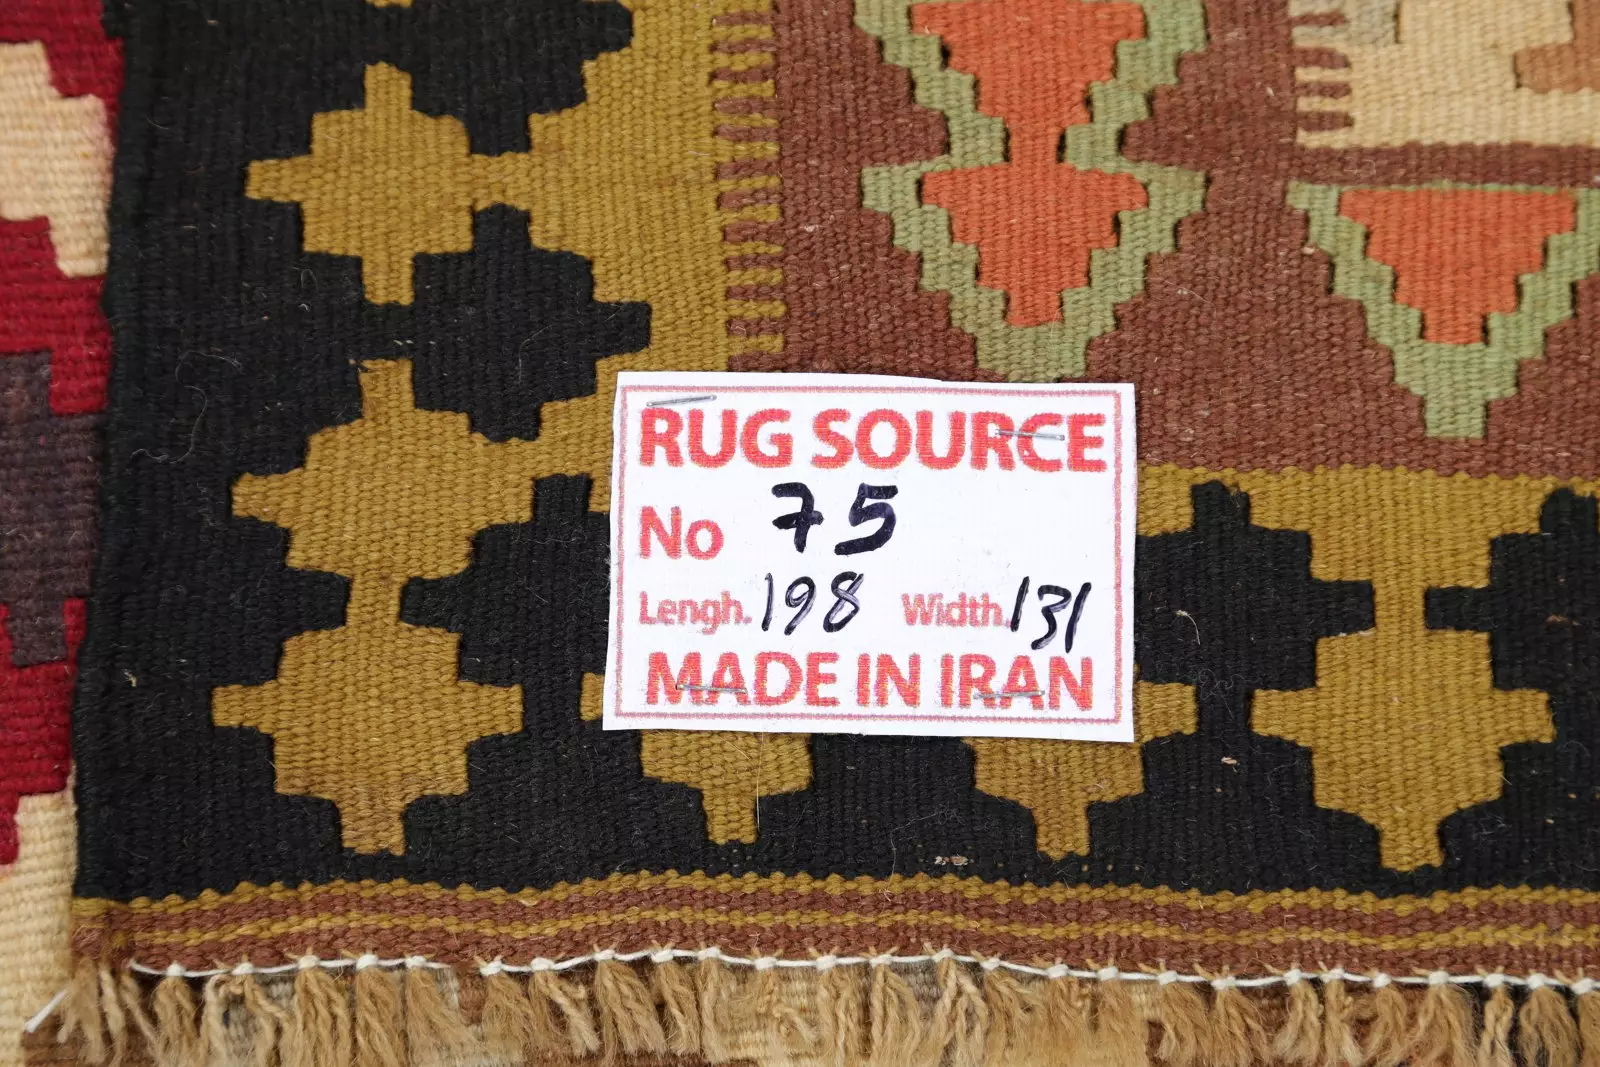 RUG SOURCE
No 75
Lengh. 198 Width. 131
MADE IN IRAN